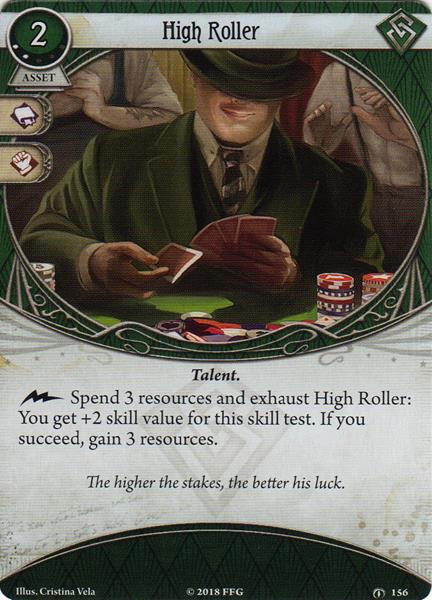 High Roller
2
ASSET
Talent.
Spend 3 resources and exhaust High Roller:
You get +2 skill value for this skill test. If you
succeed, gain 3 resources.
The higher the stakes, the better his luck.
Illus. Cristina Vela
© 2018 FFG
156